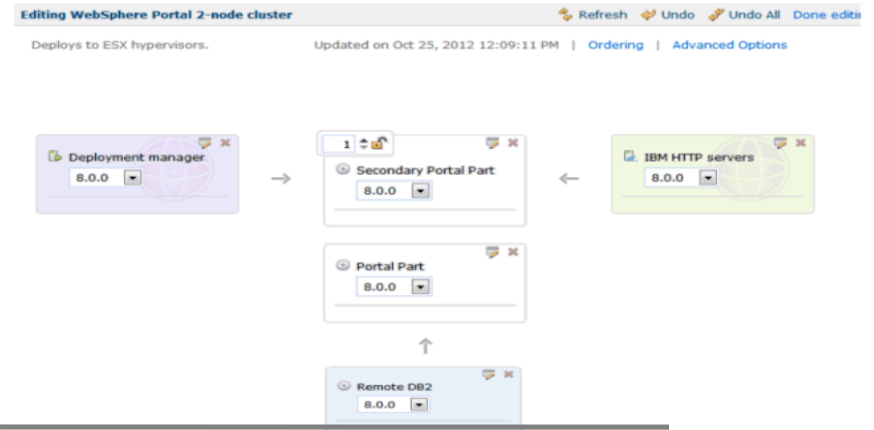 Editing WebSphere Portal 2-node cluster Refresh Undo Undo All Done editi
Deploys to ESX hypervisors. Updated on Oct 25, 2012 12:09:11 PM | Ordering | Advanced Options
Deployment manager
8.0.0
1
Secondary Portal Part
8.0.0
IBM HTTP servers
8.0.0
Portal Part
8.0.0
Remote DB2
8.0.0